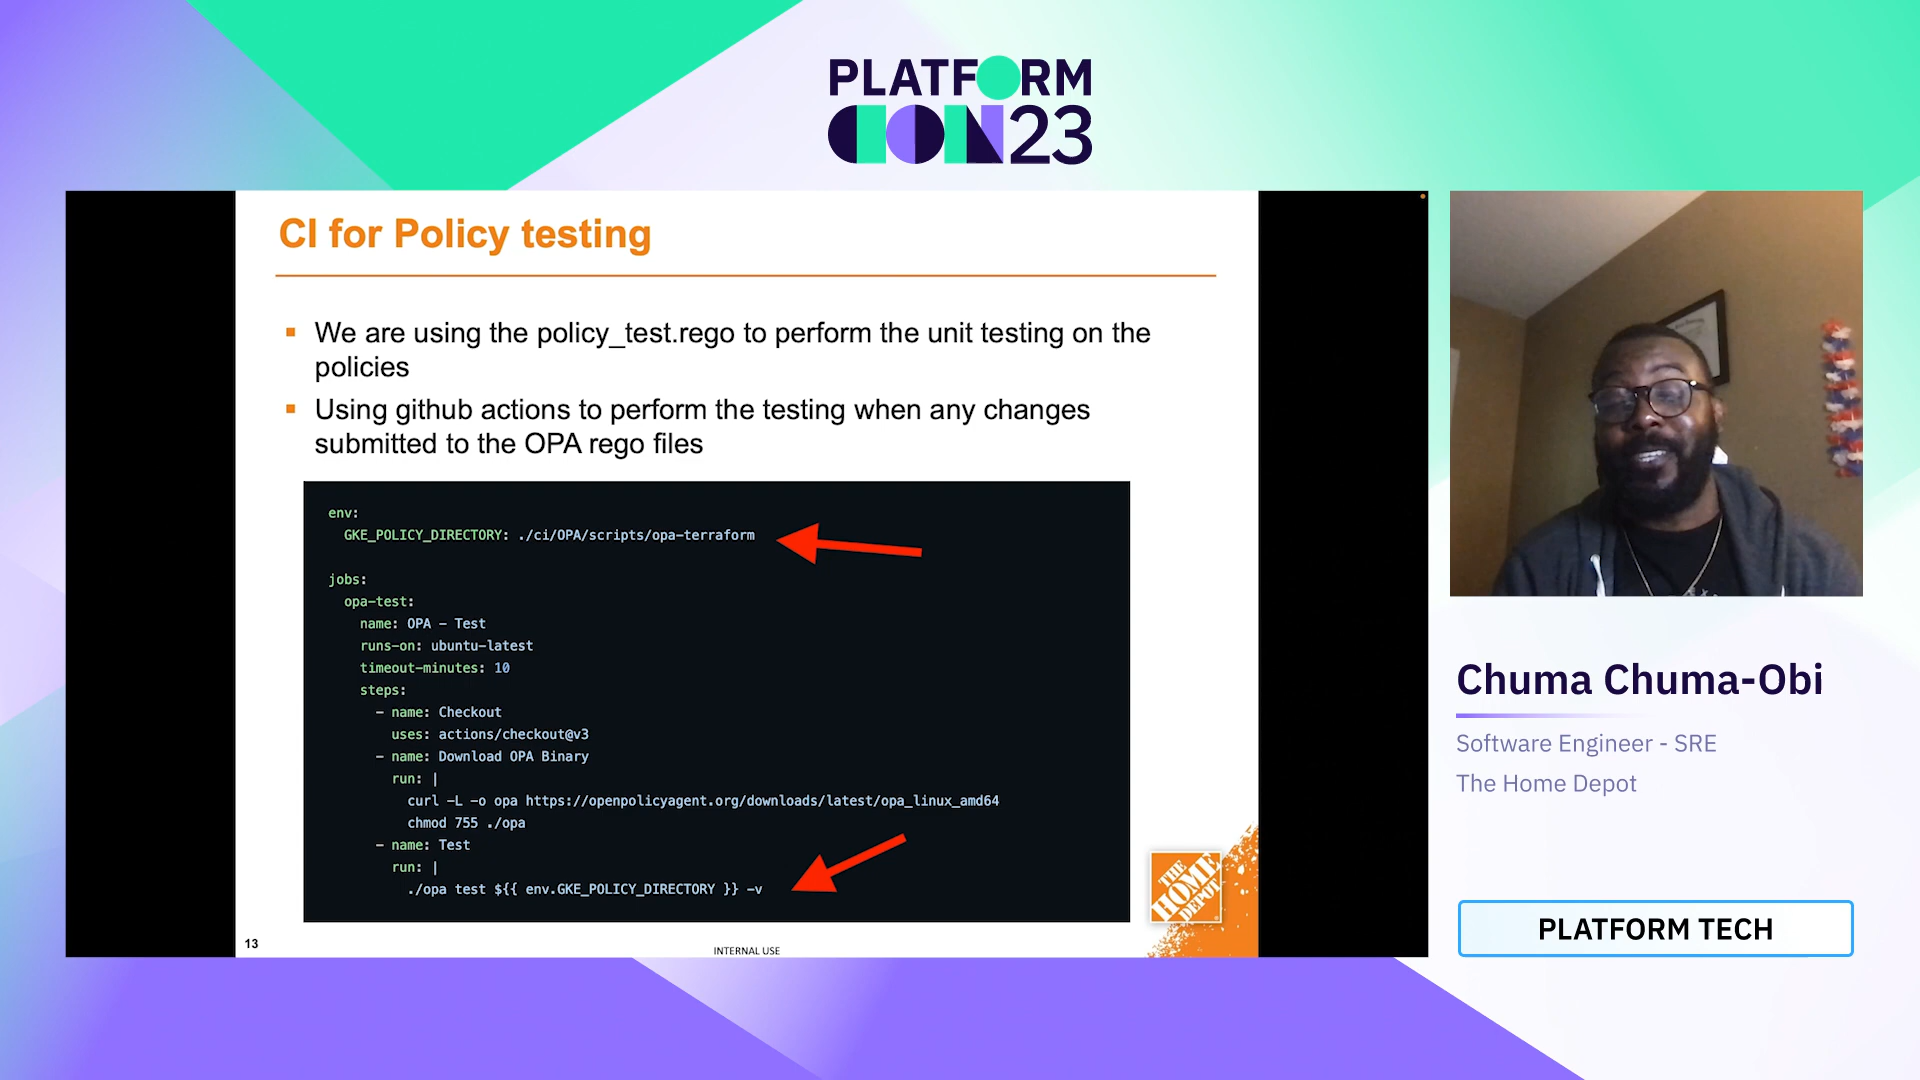 PLATFORM
CON23
CI for Policy testing
We are using the policy_test.rego to perform the unit testing on the
policies
Using github actions to perform the testing when any changes
submitted to the OPA rego files
env:
GKE_POLICY_DIRECTORY: ./ci/OPA/scripts/opa-terraform
jobs:
opa-test:
name: OPA - Test
runs-on: ubuntu-latest
timeout-minutes: 10
steps:
- name: Checkout
uses: actions/checkout@v3
- name: Download OPA Binary
run: |
curl -L -o opa https://openpolicyagent.org/downloads/latest/opa_linux_amd64
chmod 755 ./opa
- name: Test
run: |
./opa test ${{ env.GKE_POLICY_DIRECTORY }} -v
THE
HOME
DEPOT
13
INTERNAL USE
Chuma Chuma-Obi
Software Engineer - SRE
The Home Depot
PLATFORM TECH